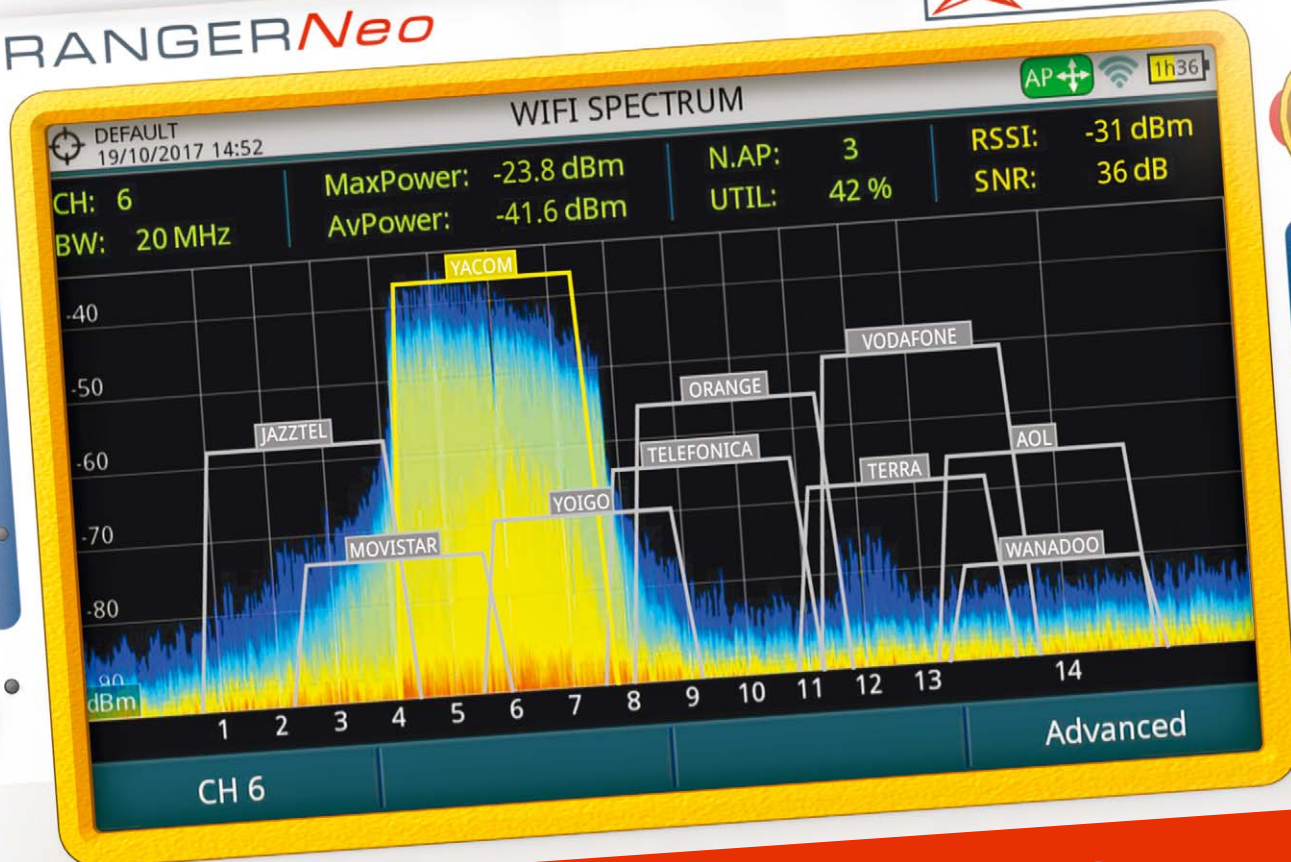 RANGERNeo
DEFAULT
19/10/2017 14:52
WIFI SPECTRUM
AP
1h36
CH: 6
BW: 20 MHz
MaxPower: -23.8 dBm
AvPower: -41.6 dBm
N.AP: 3
UTIL: 42 %
RSSI: -31 dBm
SNR: 36 dB
YACOM
-40
VODAFONE
-50
ORANGE
JAZZTEL
TELEFONICA
AOL
-60
TERRA
YOIGO
-70
MOVISTAR
WANADOO
-80
-90
dBm
1 2 3 4 5 6 7 8 9 10 11 12 13 14
CH 6
Advanced